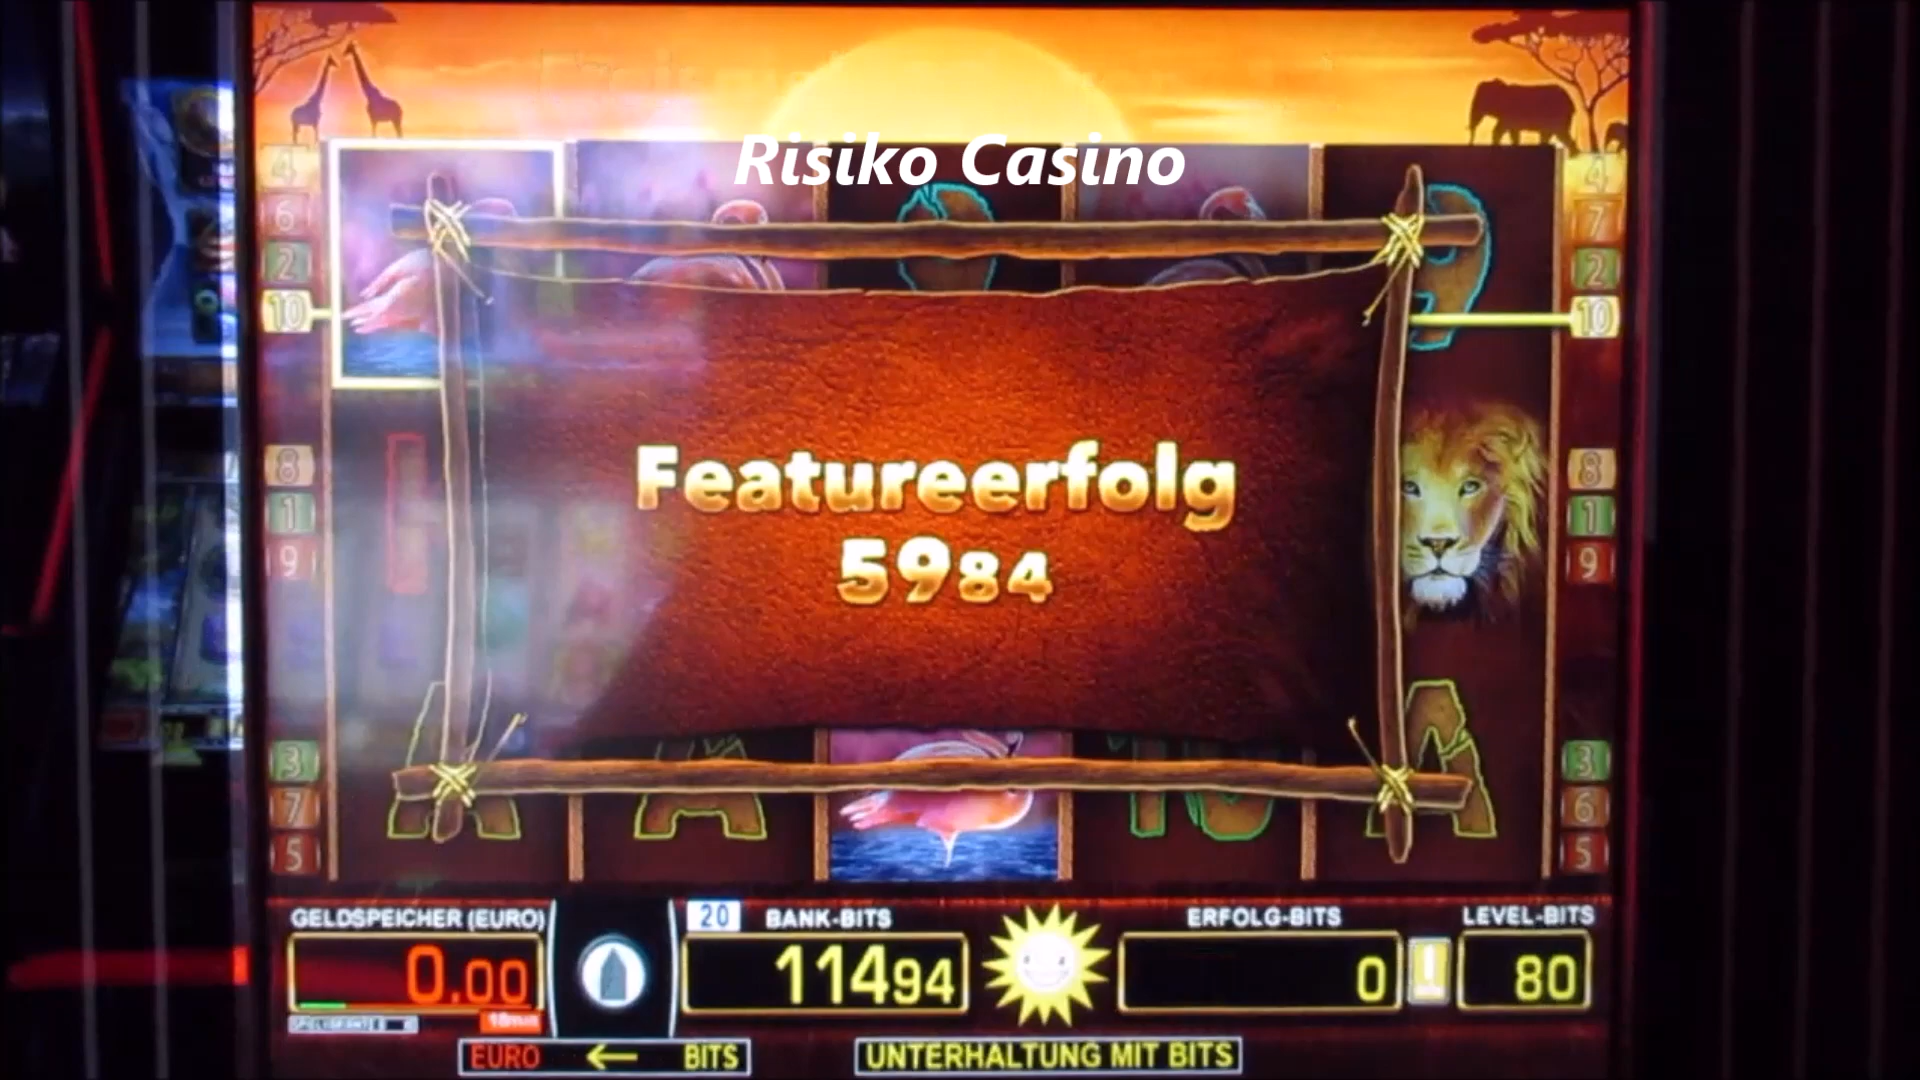 Risiko Casino
4
4
6
7
2
2
10
10
Featureerfolg
5984
8
8
1
1
9
9
3
3
7
6
5
5
A
A
10
A
GELDSPEICHER (EURO)
20 BANK-BITS
ERFOLG-BITS
LEVEL-BITS
0.00
11494
0
80
18min
EURO ← BITS
UNTERHALTUNG MIT BITS